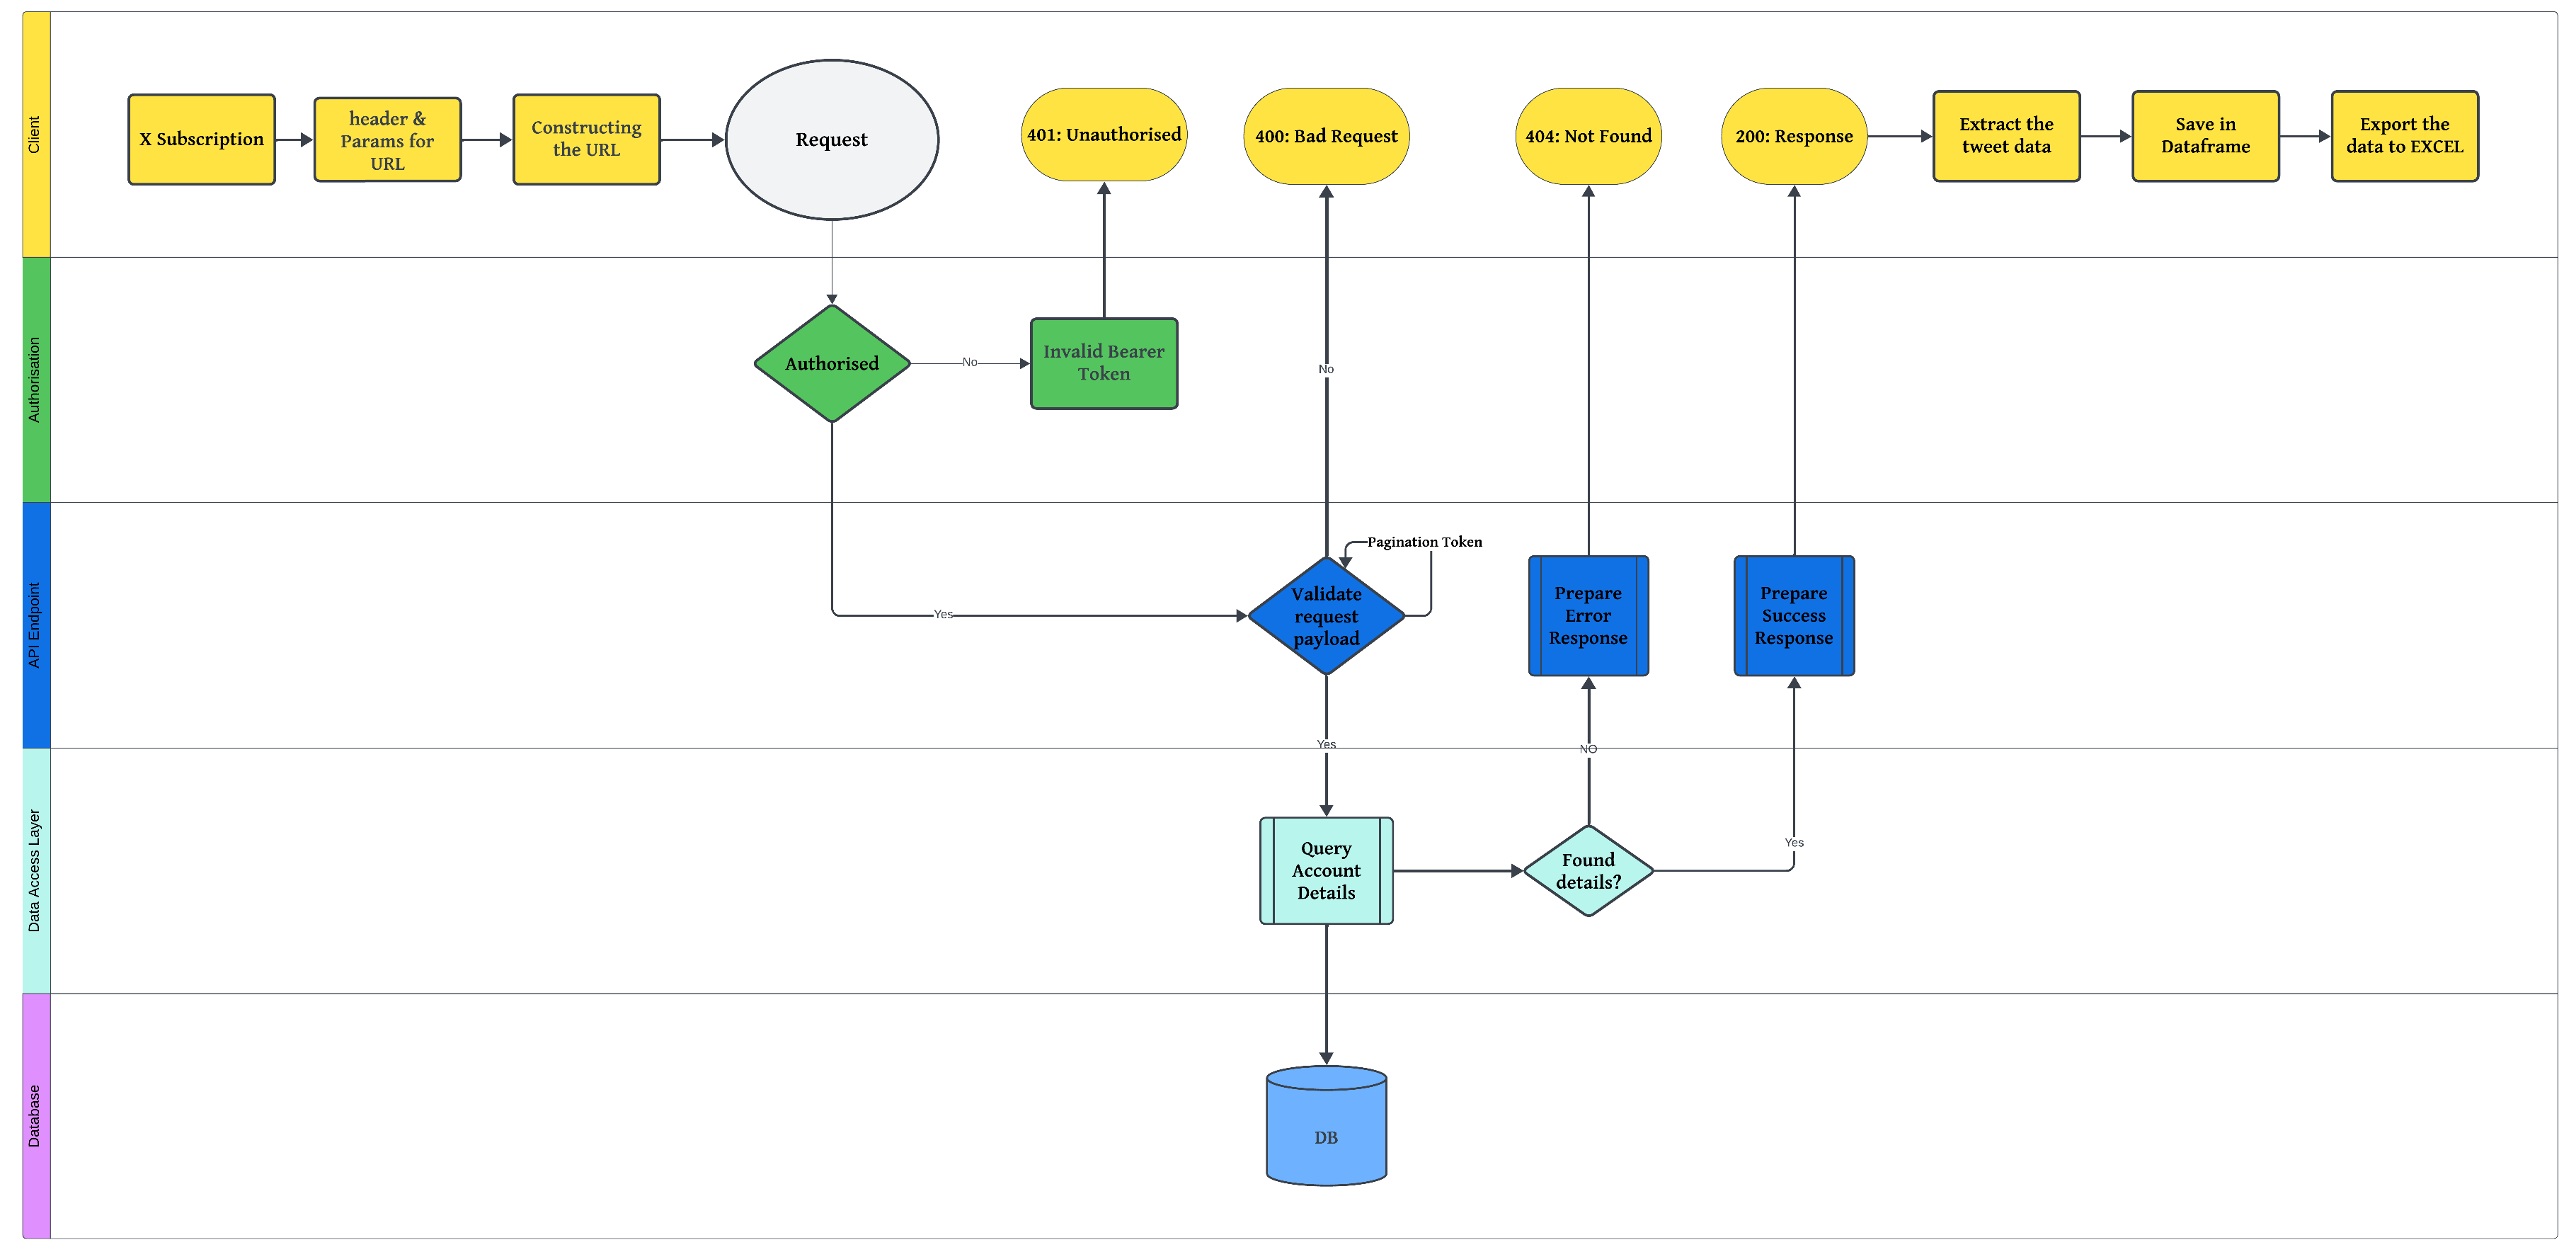 Client
X Subscription
header &
Params for
URL
Constructing
the URL
Request
401: Unauthorised
400: Bad Request
404: Not Found
200: Response
Extract the
tweet data
Save in
Dataframe
Export the
data to EXCEL
Authorisation
Authorised
No
Invalid Bearer
Token
No
API Endpoint
Yes
Pagination Token
Validate
request
payload
Prepare
Error
Response
Prepare
Success
Response
Yes
NO
Data Access Layer
Query
Account
Details
Found
details?
Yes
Database
DB